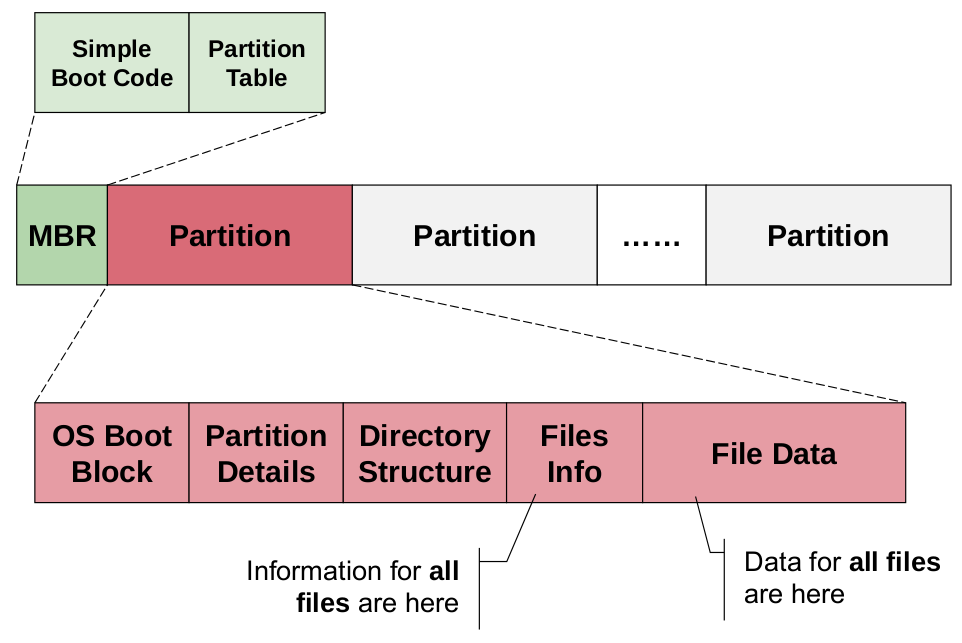 Simple
Boot Code
Partition
Table
MBR
Partition
Partition
……
Partition
OS Boot
Block
Partition
Details
Directory
Structure
Files
Info
File Data
Information for all
files are here
Data for all files
are here